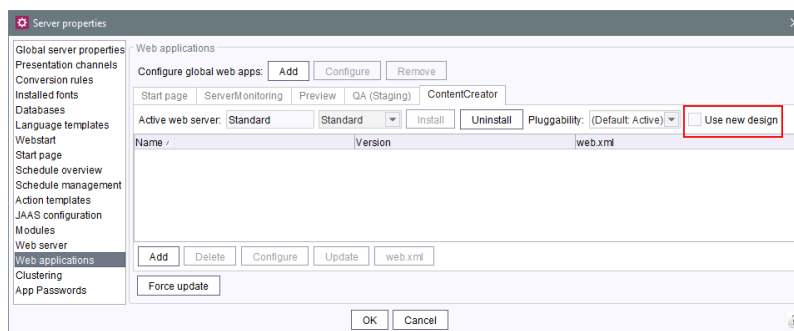 Server properties
Global server properties
Presentation channels
Conversion rules
Installed fonts
Databases
Language templates
Webstart
Start page
Schedule overview
Schedule management
Action templates
JAAS configuration
Modules
Web server
Web applications
Clustering
App Passwords
Web applications
Configure global web apps: Add Configure Remove
Start page ServerMonitoring Preview QA (Staging) ContentCreator
Active web server: Standard Standard Install Uninstall Pluggability: (Default: Active) Use new design
Name Version web.xml
Add Delete Configure Update web.xml
Force update
OK Cancel